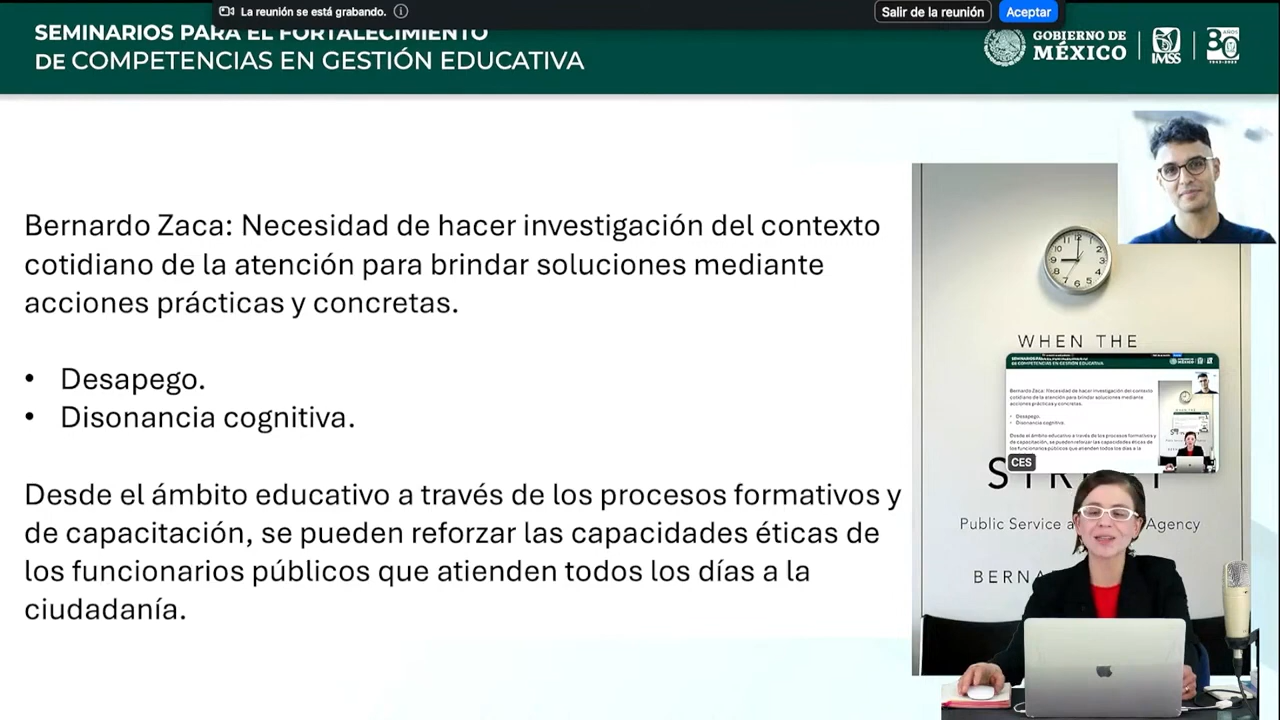 La reunión se está grabando.
Salir de la reunión
Aceptar
SEMINARIOS PARA EL FORTALECIMIENTO
DE COMPETENCIAS EN GESTIÓN EDUCATIVA
GOBIERNO DE
MÉXICO
IMSS
Bernardo Zaca: Necesidad de hacer investigación del contexto
cotidiano de la atención para brindar soluciones mediante
acciones prácticas y concretas.
• Desapego.
• Disonancia cognitiva.
Desde el ámbito educativo a través de los procesos formativos y
de capacitación, se pueden reforzar las capacidades éticas de
los funcionarios públicos que atienden todos los días a la
ciudadanía.
WHEN THE
CES
Public Service
Agency